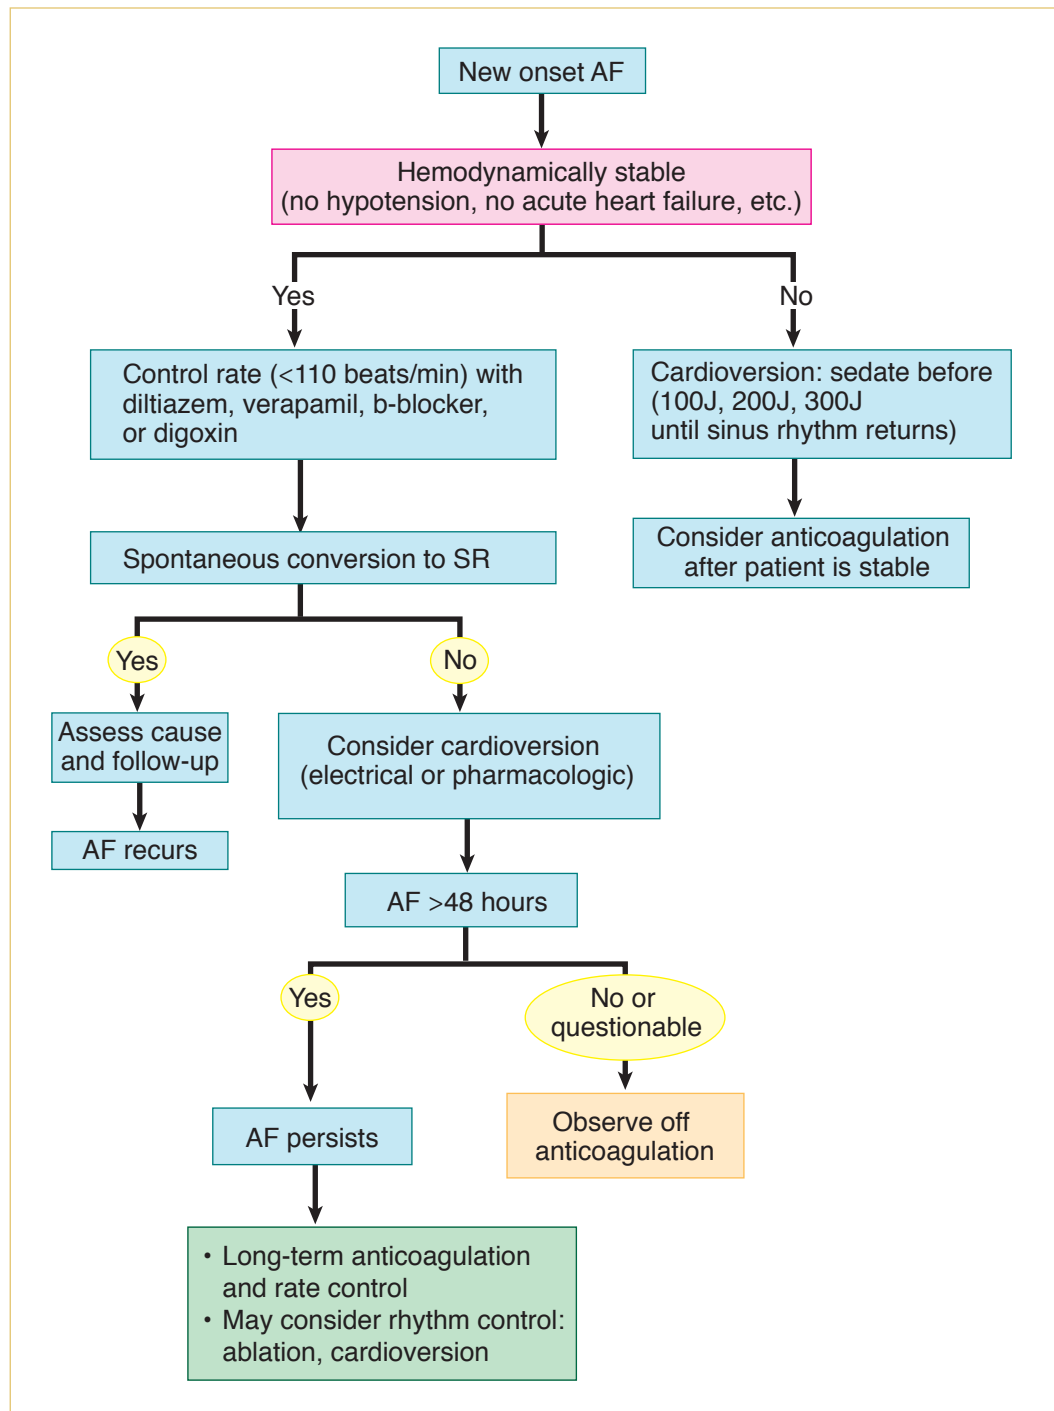 New onset AF
Hemodynamically stable
(no hypotension, no acute heart failure, etc.)
Yes
No
Control rate (<110 beats/min) with
diltiazem, verapamil, b-blocker,
or digoxin
Cardioversion: sedate before
(100J, 200J, 300J
until sinus rhythm returns)
Consider anticoagulation
after patient is stable
Spontaneous conversion to SR
Yes
No
Assess cause
and follow-up
AF recurs
Consider cardioversion
(electrical or pharmacologic)
AF >48 hours
Yes
No or
questionable
AF persists
Observe off
anticoagulation
• Long-term anticoagulation
and rate control
• May consider rhythm control:
ablation, cardioversion